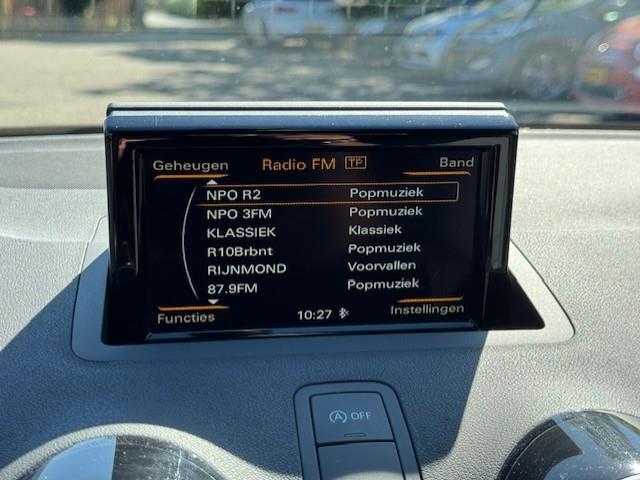 Geheugen Radio FM TP Band
NPO R2 Popmuziek
NPO 3FM Popmuziek
KLASSIEK Klassiek
R10Brbnt Popmuziek
RIJNMOND Voorvallen
87.9FM Popmuziek
Functies 10:27 Instellingen
A OFF